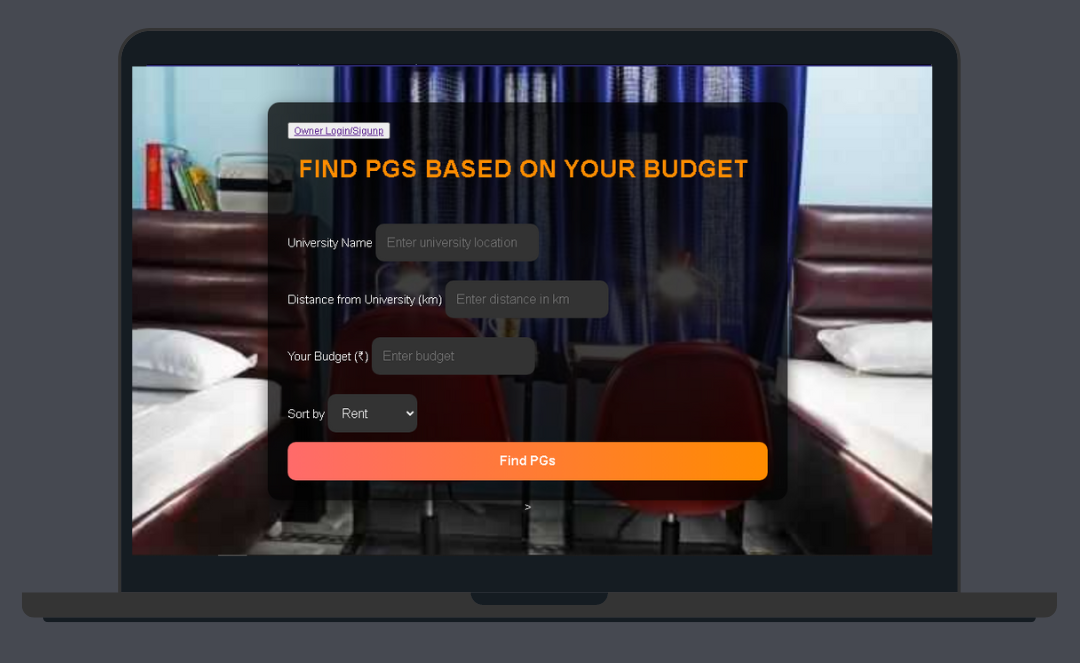 Owner Login/Sigunp
FIND PGS BASED ON YOUR BUDGET
University Name Enter university location
Distance from University (km) Enter distance in km
Your Budget (₹) Enter budget
Sort by Rent
Find PGs
>